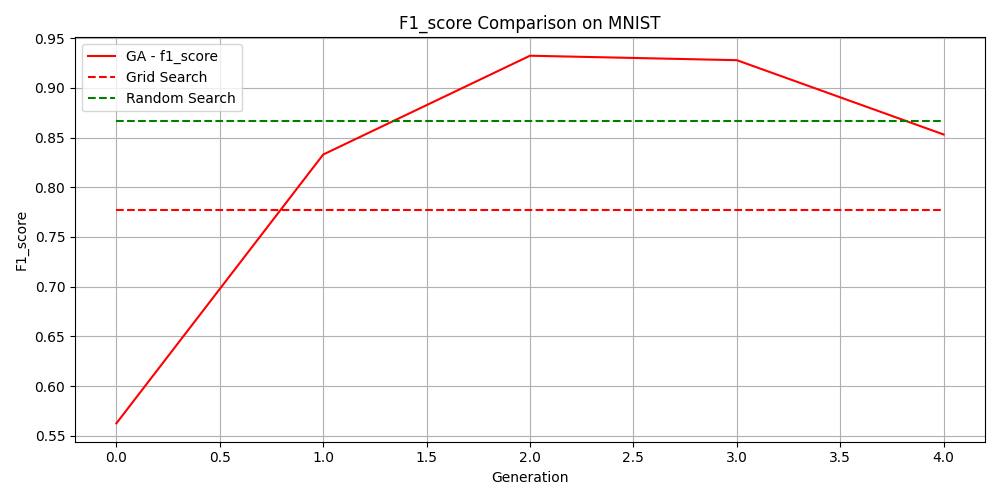 F1_score Comparison on MNIST
GA - f1_score
Grid Search
Random Search
F1_score
0.95
0.90
0.85
0.80
0.75
0.70
0.65
0.60
0.55
0.0 0.5 1.0 1.5 2.0 2.5 3.0 3.5 4.0
Generation